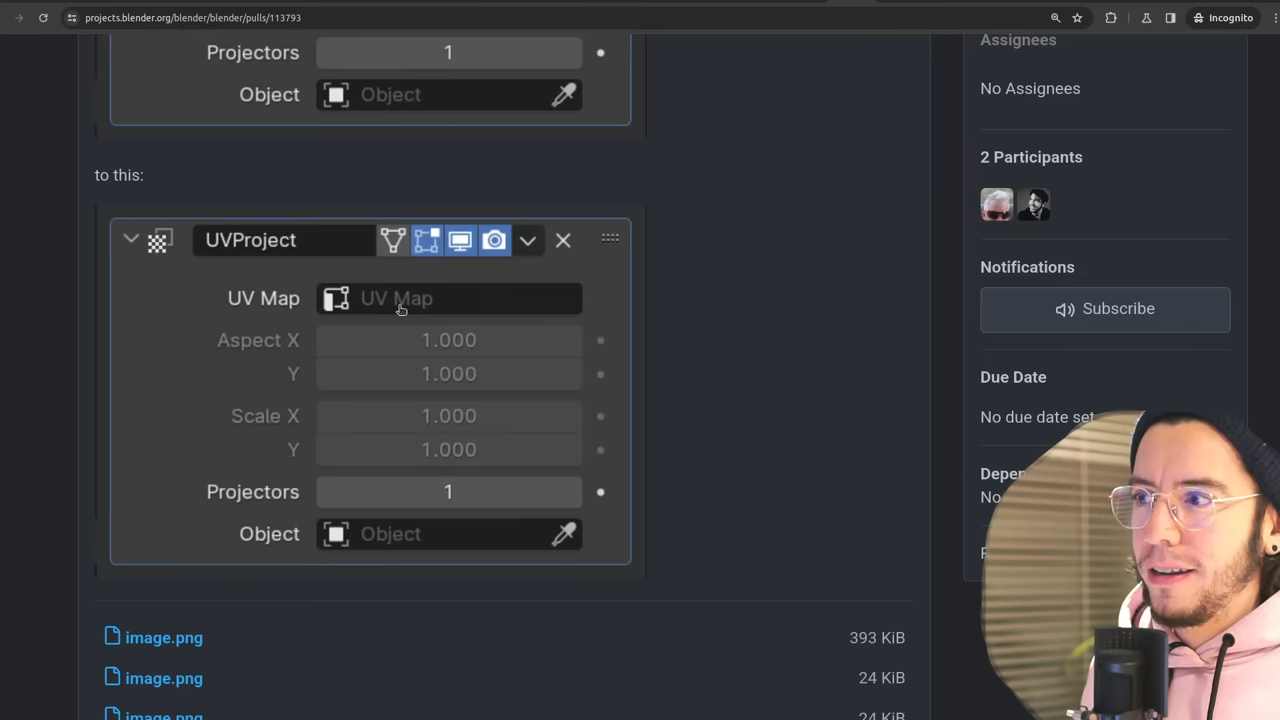 projects.blender.org/blender/blender/pulls/113793
Incognito
Projectors 1
Object Object
to this:
UVProject
UV Map UV Map
Aspect X 1.000
Y 1.000
Scale X 1.000
Y 1.000
Projectors 1
Object Object
image.png 393 KiB
image.png 24 KiB
image.png 24 KiB
Assignees
No Assignees
2 Participants
Notifications
Subscribe
Due Date
No due date set